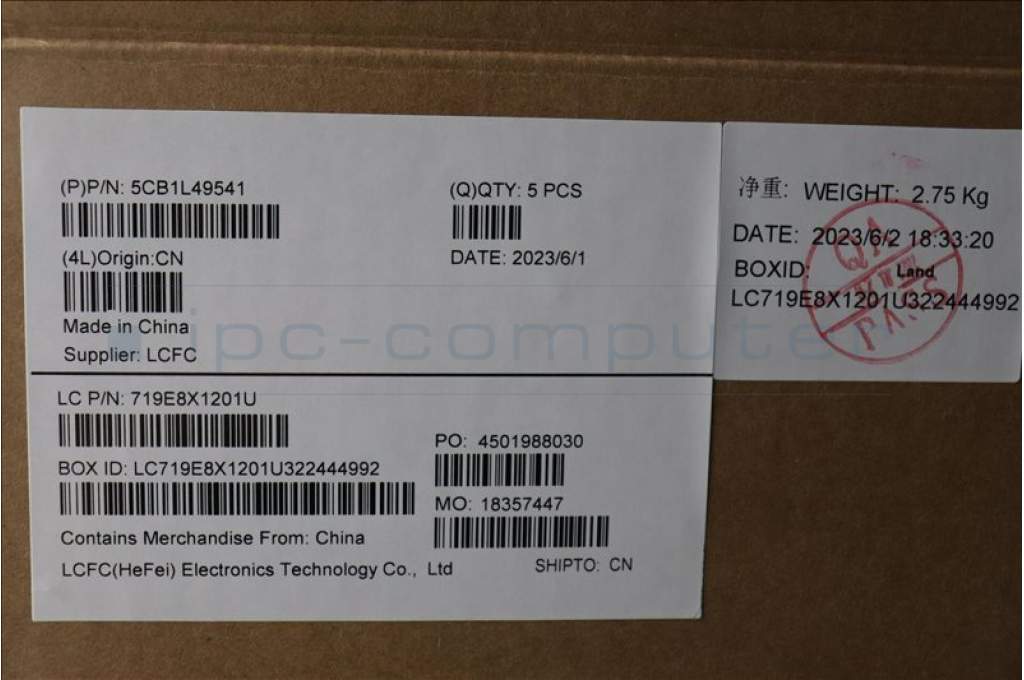 (P)P/N: 5CB1L49541
(Q)QTY: 5 PCS
(4L)Origin:CN
DATE: 2023/6/1
Made in China
Supplier: LCFC
LC P/N: 719E8X1201U
PO: 4501988030
BOX ID: LC719E8X1201U322444992
MO: 18357447
Contains Merchandise From: China
LCFC(HeFei) Electronics Technology Co., Ltd
SHIPTO: CN
净重: WEIGHT: 2.75 Kg
DATE: 2023/6/2 18:33:20
BOXID: Land
LC719E8X1201U322444992
QA
PASS
ipc-computer